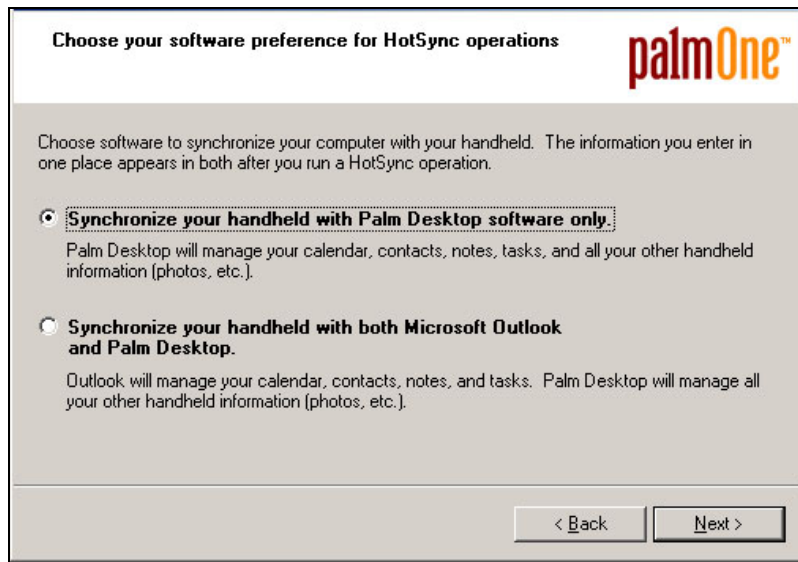 Choose your software preference for HotSync operations
palmOne™
Choose software to synchronize your computer with your handheld. The information you enter in
one place appears in both after you run a HotSync operation.
Synchronize your handheld with Palm Desktop software only.
Palm Desktop will manage your calendar, contacts, notes, tasks, and all your other handheld
information (photos, etc.).
Synchronize your handheld with both Microsoft Outlook
and Palm Desktop.
Outlook will manage your calendar, contacts, notes, and tasks. Palm Desktop will manage all
your other handheld information (photos, etc.).
< Back
Next >